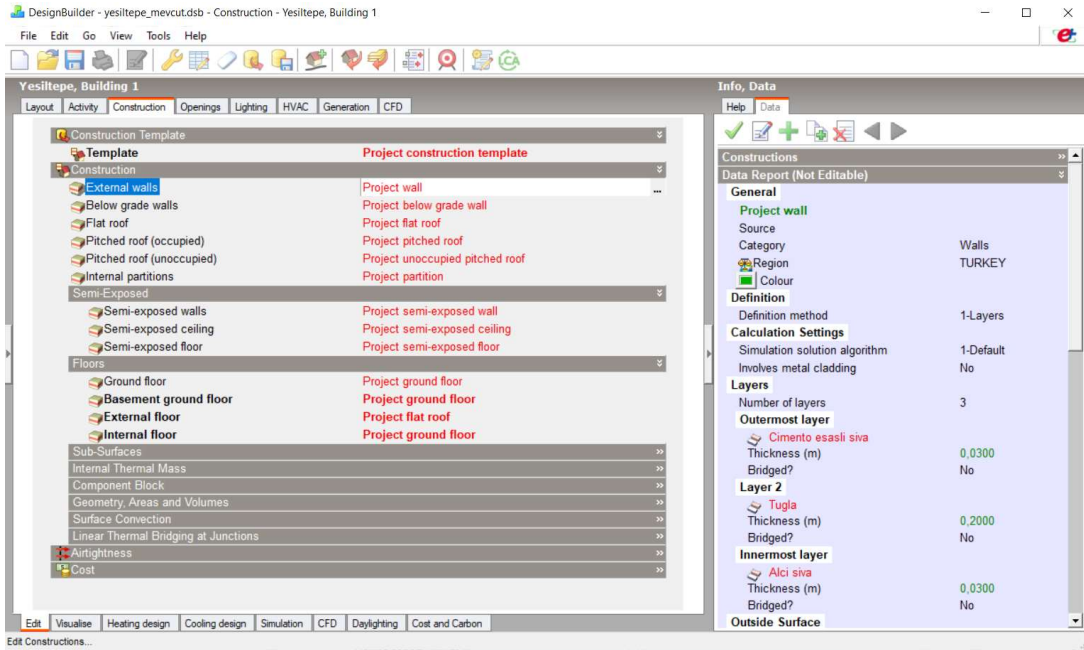 DesignBuilder - yesiltepe_mevcut.dsb - Construction - Yesiltepe, Building 1
File Edit Go View Tools Help
Yesiltepe, Building 1
Layout Activity Construction Openings Lighting HVAC Generation CFD
Construction Template
Template Project construction template
Construction
External walls Project wall ...
Below grade walls Project below grade wall
Flat roof Project flat roof
Pitched roof (occupied) Project pitched roof
Pitched roof (unoccupied) Project unoccupied pitched roof
Internal partitions Project partition
Semi-Exposed
Semi-exposed walls Project semi-exposed wall
Semi-exposed ceiling Project semi-exposed ceiling
Semi-exposed floor Project semi-exposed floor
Floors
Ground floor Project ground floor
Basement ground floor Project ground floor
External floor Project flat roof
Internal floor Project ground floor
Sub-Surfaces
Internal Thermal Mass
Component Block
Geometry, Areas and Volumes
Surface Convection
Linear Thermal Bridging at Junctions
Airtightness
Cost
Edit Visualise Heating design Cooling design Simulation CFD Daylighting Cost and Carbon
Edit Constructions...
Info, Data
Help Data
Constructions
Data Report (Not Editable)
General
Project wall
Source
Category Walls
Region TURKEY
Colour
Definition
Definition method 1-Layers
Calculation Settings
Simulation solution algorithm 1-Default
Involves metal cladding No
Layers
Number of layers 3
Outermost layer
Cimento esasli siva
Thickness (m) 0,0300
Bridged? No
Layer 2
Tugla
Thickness (m) 0,2000
Bridged? No
Innermost layer
Alci siva
Thickness (m) 0,0300
Bridged? No
Outside Surface